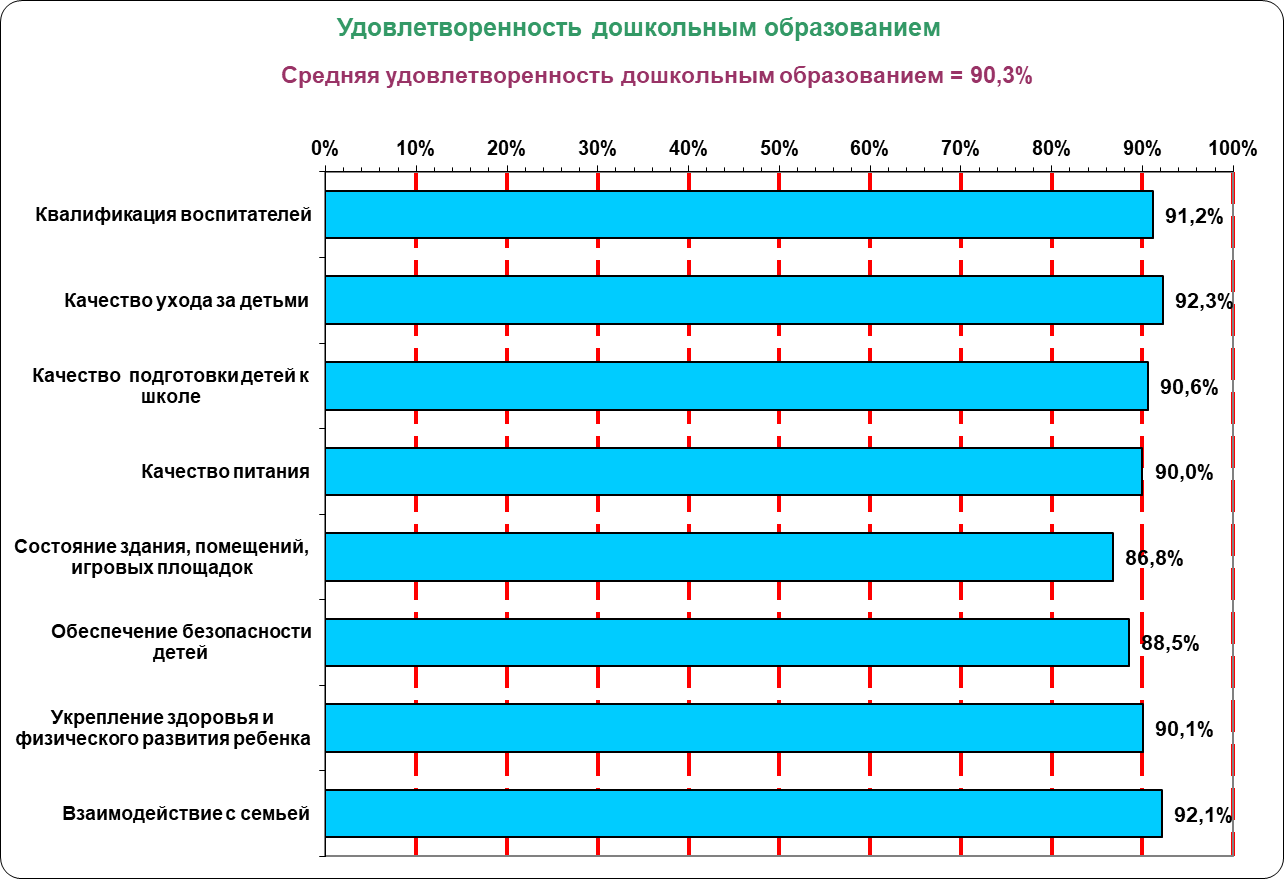 Удовлетворенность дошкольным образованием
Средняя удовлетворенность дошкольным образованием = 90,3%
0% 10% 20% 30% 40% 50% 60% 70% 80% 90% 100%
Квалификация воспитателей 91,2%
Качество ухода за детьми 92,3%
Качество подготовки детей к
школе
90,6%
Качество питания 90,0%
Состояние здания, помещений,
игровых площадок
86,8%
Обеспечение безопасности
детей
88,5%
Укрепление здоровья и
физического развития ребенка
90,1%
Взаимодействие с семьей 92,1%